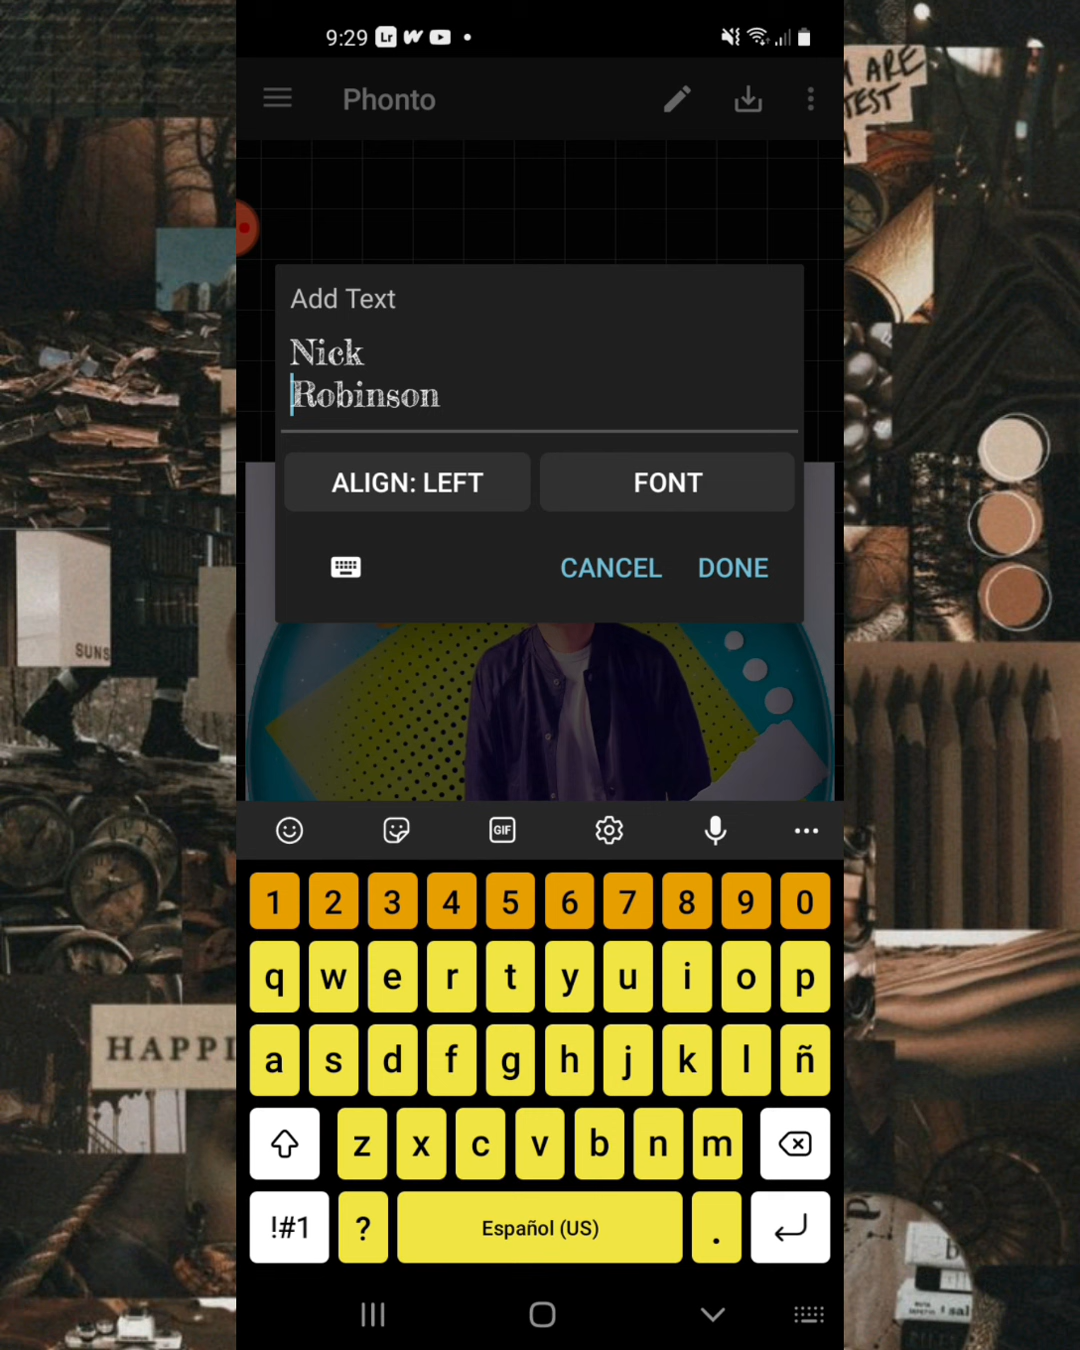 9:29 Lr
Phonto
ARE
TEST
Add Text
Nick
Robinson
ALIGN: LEFT FONT
CANCEL DONE
SUNS
GIF
1 2 3 4 5 6 7 8 9 0
q w e r t y u i o p
a s d f g h j k l ñ
HAPPI
z x c v b n m
!#1 ? Español (US) .